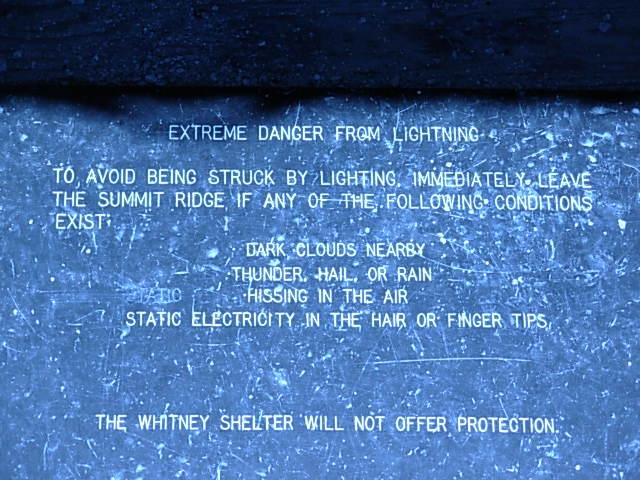 EXTREME DANGER FROM LIGHTNING
TO AVOID BEING STRUCK BY LIGHTING, IMMEDIATELY LEAVE
THE SUMMIT RIDGE IF ANY OF THE FOLLOWING CONDITIONS
EXIST:
DARK CLOUDS NEARBY
THUNDER, HAIL, OR RAIN
HISSING IN THE AIR
STATIC ELECTRICITY IN THE HAIR OR FINGER TIPS
THE WHITNEY SHELTER WILL NOT OFFER PROTECTION.